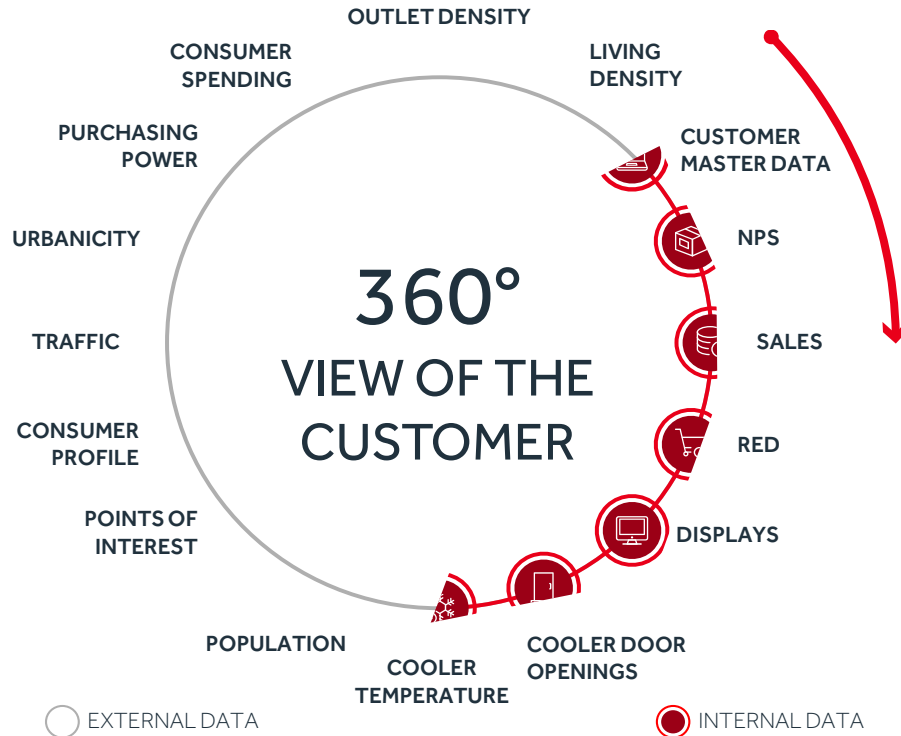 OUTLET DENSITY
LIVING
DENSITY
CUSTOMER
MASTER DATA
NPS
SALES
RED
DISPLAYS
COOLER DOOR
OPENINGS
COOLER
TEMPERATURE
POPULATION
POINTS OF
INTEREST
CONSUMER
PROFILE
TRAFFIC
URBANICITY
PURCHASING
POWER
CONSUMER
SPENDING
360°
VIEW OF THE
CUSTOMER
EXTERNAL DATA
INTERNAL DATA